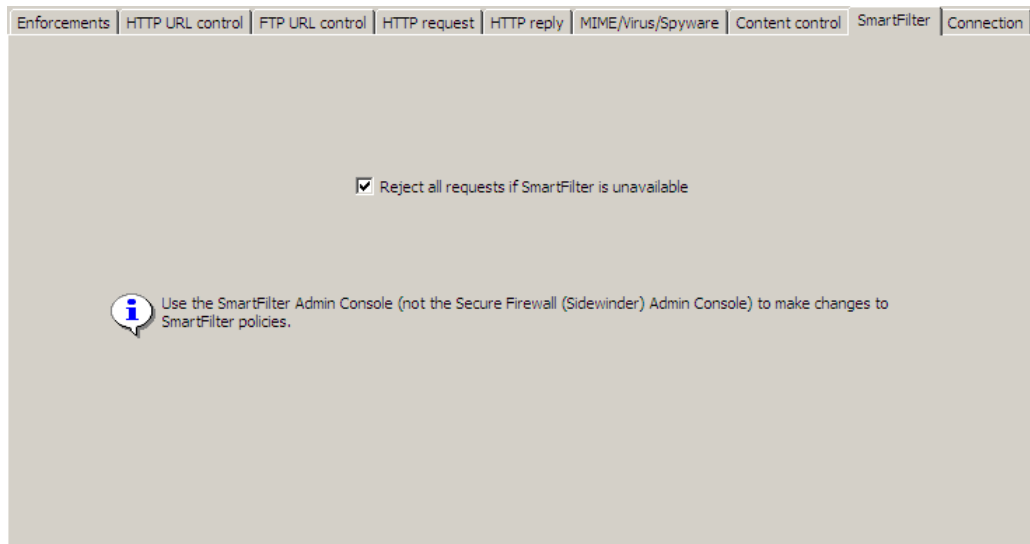 Enforcements HTTP URL control FTP URL control HTTP request HTTP reply MIME/Virus/Spyware Content control SmartFilter Connection
Reject all requests if SmartFilter is unavailable
Use the SmartFilter Admin Console (not the Secure Firewall (Sidewinder) Admin Console) to make changes to
SmartFilter policies.